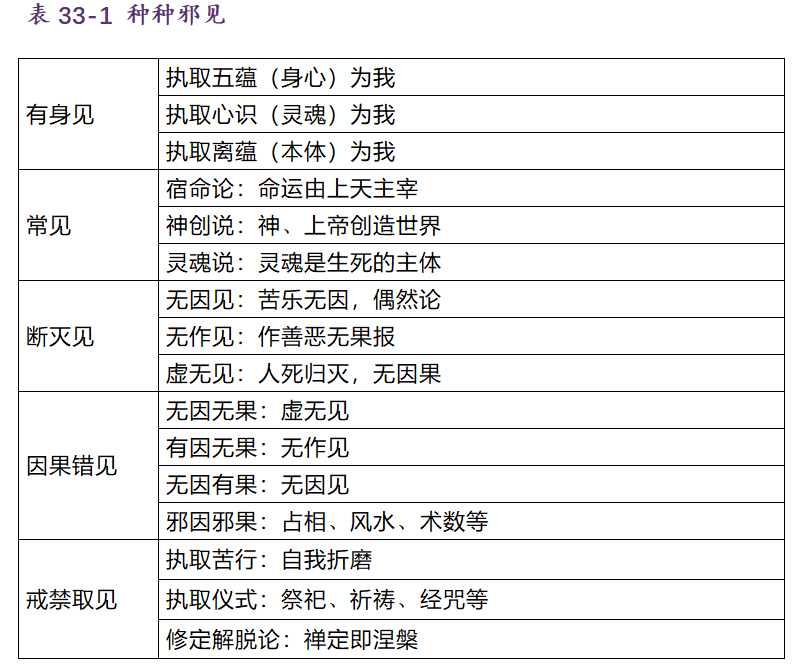 表 33-1 种种邪见
有身见
执取五蕴（身心）为我
执取心识（灵魂）为我
执取离蕴（本体）为我
常见
宿命论：命运由上天主宰
神创说：神、上帝创造世界
灵魂说：灵魂是生死的主体
断灭见
无因见：苦乐无因，偶然论
无作见：作善恶无果报
虚无见：人死归灭，无因果
因果错见
无因无果：虚无见
有因无果：无作见
无因有果：无因见
邪因邪果：占相、风水、术数等
戒禁取见
执取苦行：自我折磨
执取仪式：祭祀、祈祷、经咒等
修定解脱论：禅定即涅槃